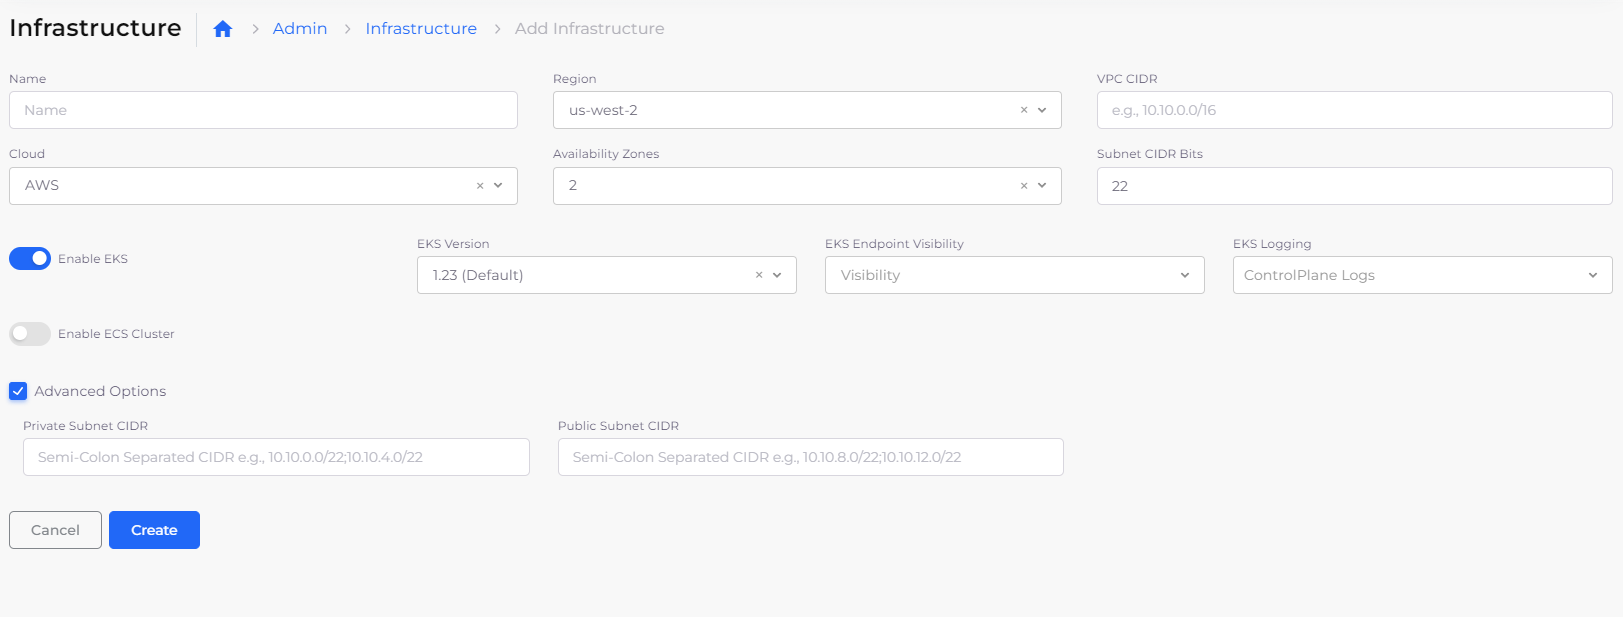 Infrastructure Admin Infrastructure Add Infrastructure
Name Region VPC CIDR
Name us-west-2 e.g., 10.10.0.0/16
Cloud Availability Zones Subnet CIDR Bits
AWS 2 22
EKS Version EKS Endpoint Visibility EKS Logging
Enable EKS 1.23 (Default) Visibility ControlPlane Logs
Enable ECS Cluster
Advanced Options
Private Subnet CIDR Public Subnet CIDR
Semi-Colon Separated CIDR e.g., 10.10.0.0/22;10.10.4.0/22 Semi-Colon Separated CIDR e.g., 10.10.8.0/22;10.10.12.0/22
Cancel Create